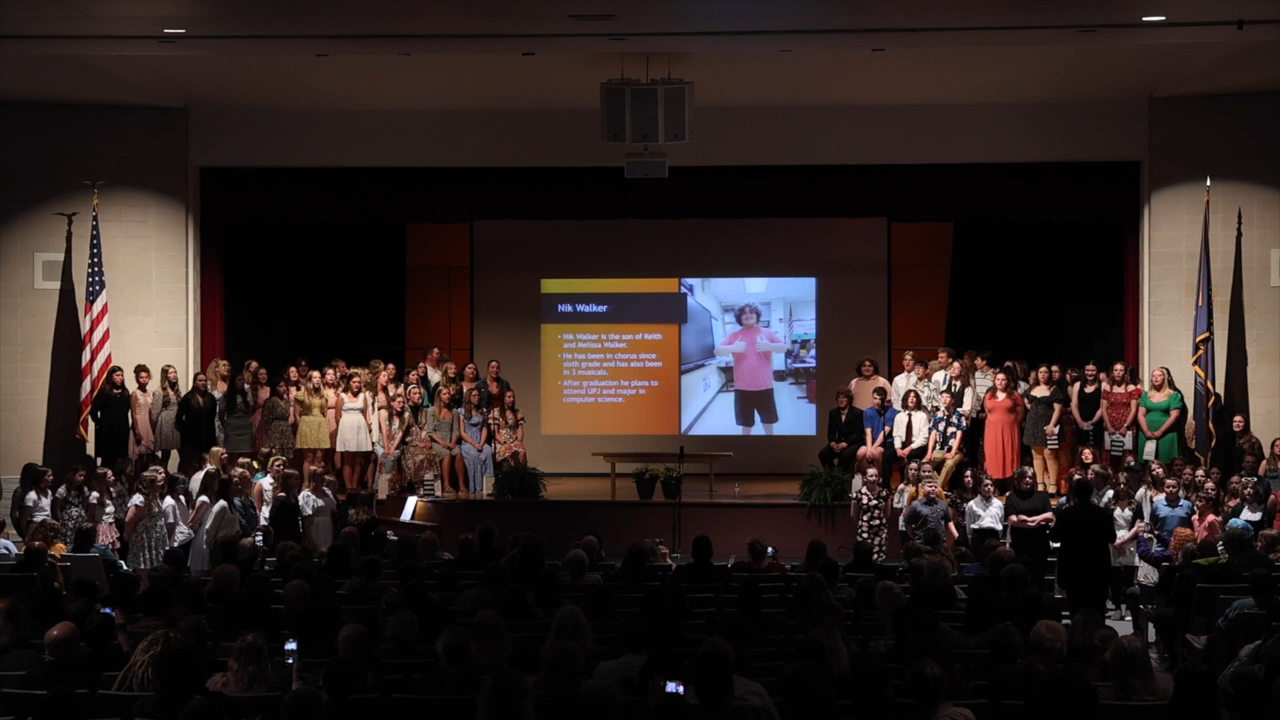 Nik Walker
• Nik Walker is the son of Keith
and Melissa Walker.
• He has been in chorus since
sixth grade and has also been
in 3 musicals.
• After graduation he plans to
attend UPJ and major in
computer science.